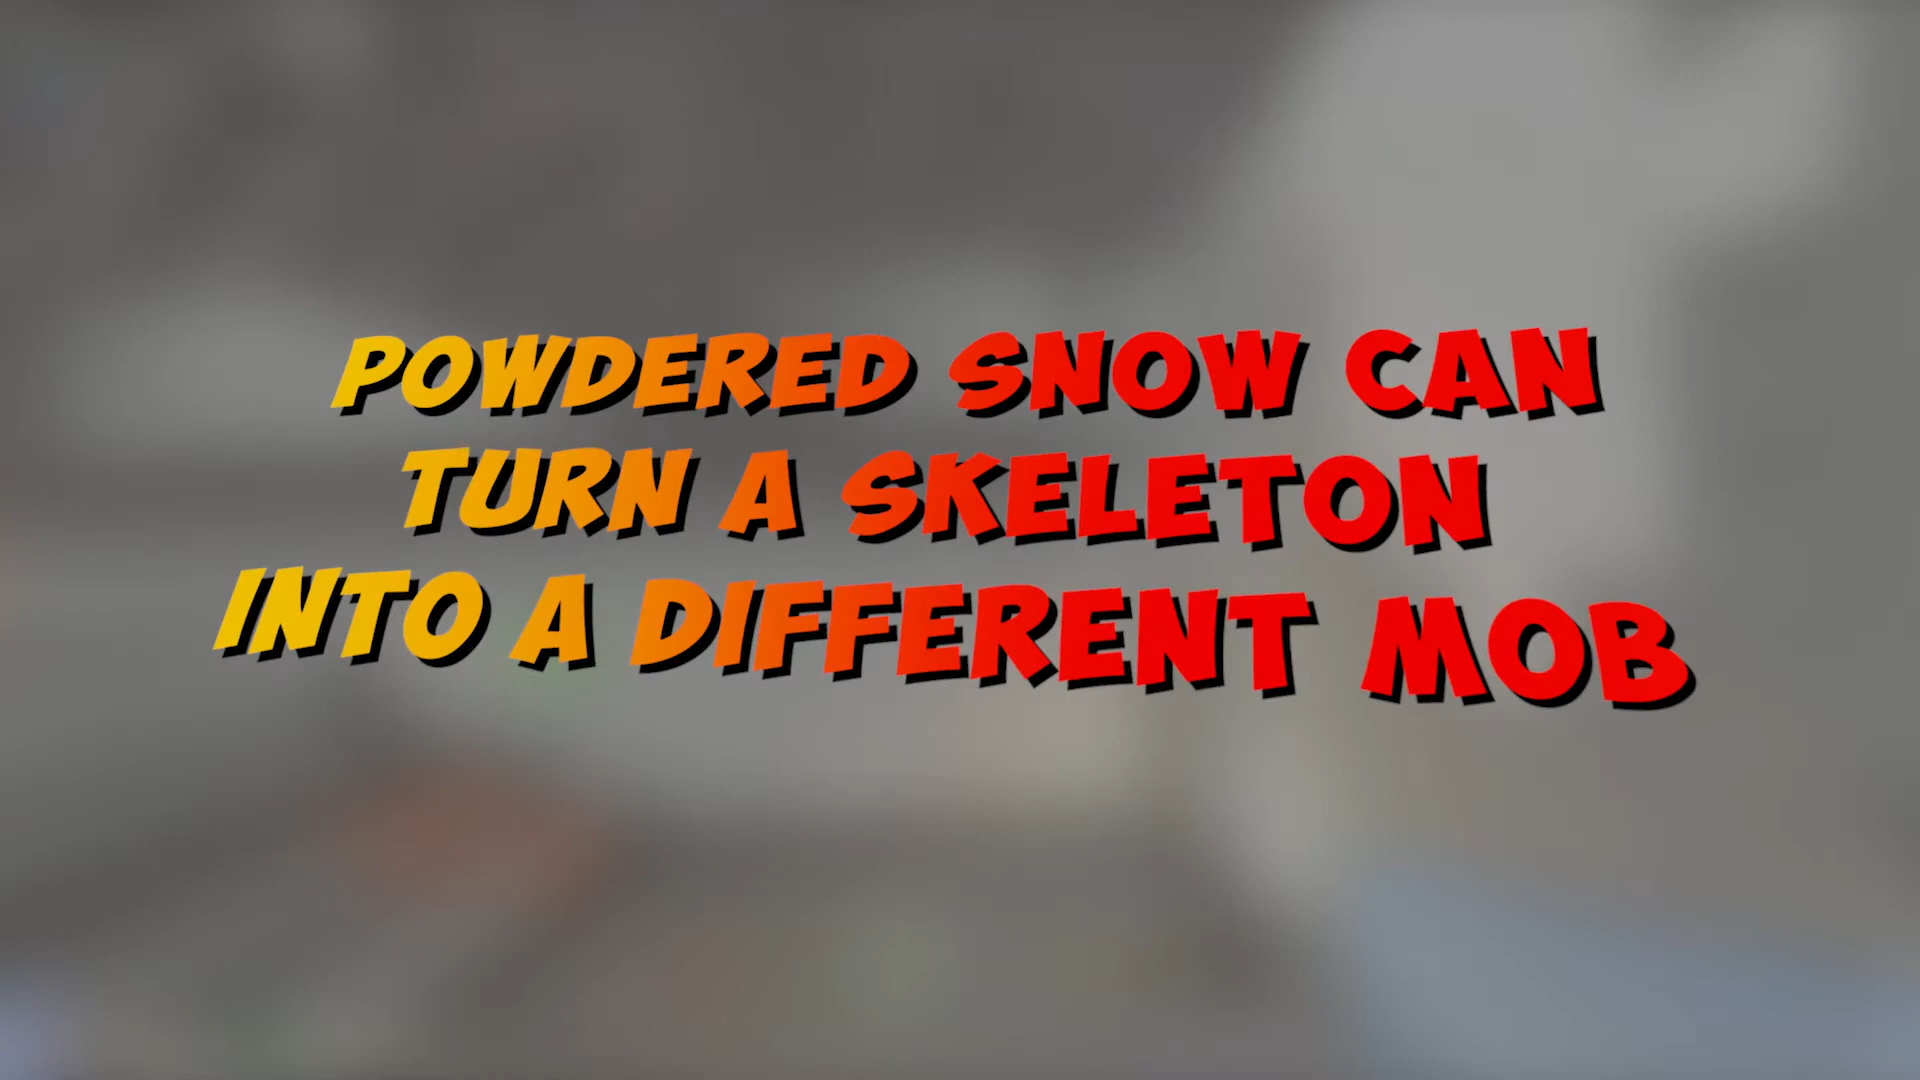 POWDERED SNOW CAN
TURN A SKELETON
INTO A DIFFERENT MOB